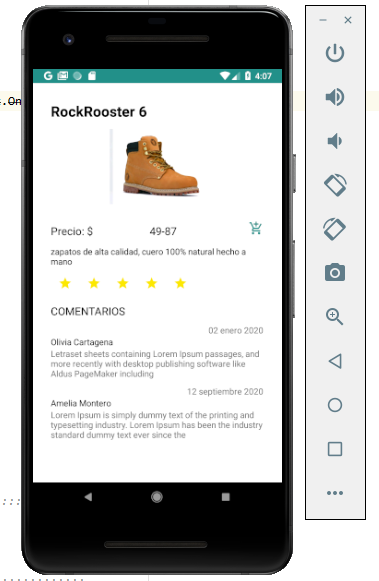 .On
4:07
RockRooster 6
Precio: $ 49-87
zapatos de alta calidad, cuero 100% natural hecho a
mano
COMENTARIOS
02 enero 2020
Olivia Cartagena
Letraset sheets containing Lorem Ipsum passages, and
more recently with desktop publishing software like
Aldus PageMaker including
12 septiembre 2020
Amelia Montero
Lorem Ipsum is simply dummy text of the printing and
typesetting industry. Lorem Ipsum has been the industry
standard dummy text ever since the